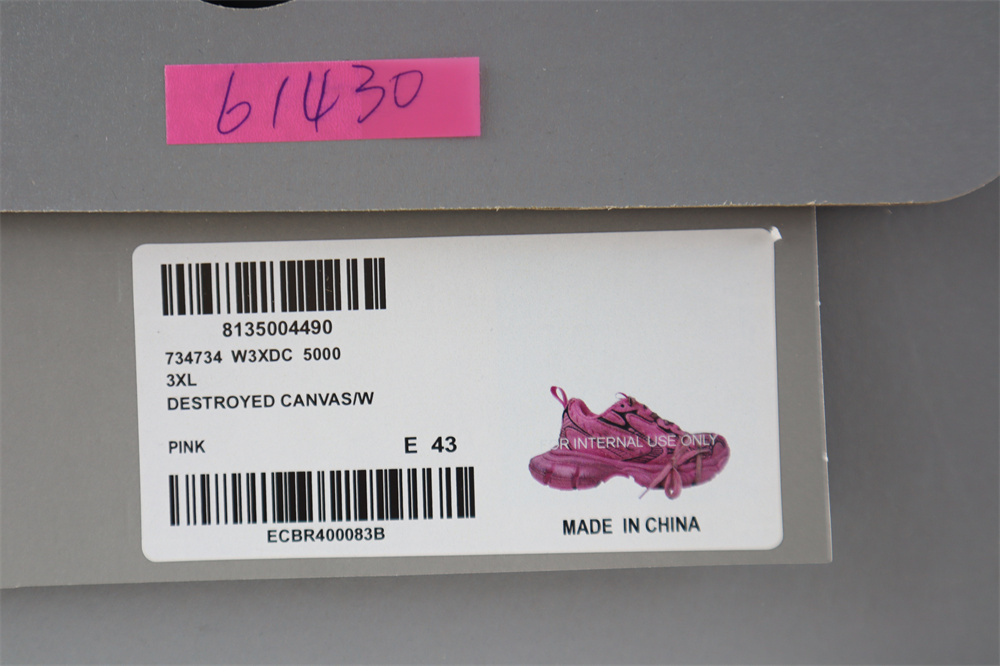 61430
8135004490
734734 W3XDC 5000
3XL
DESTROYED CANVAS/W
PINK E 43
ECBR400083B
R INTERNAL USE ONLY
MADE IN CHINA